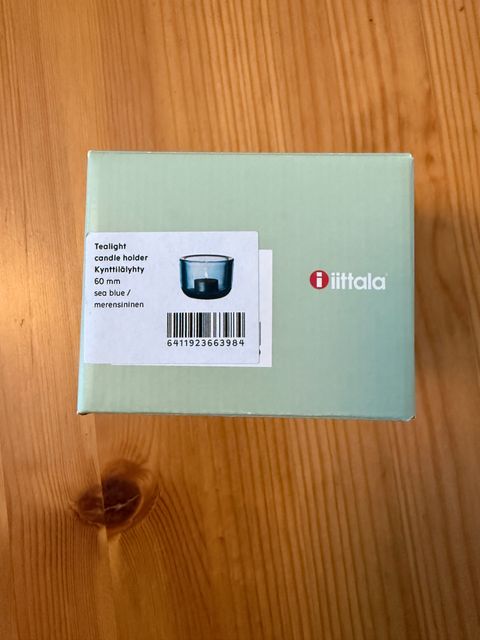 Tealight
candle holder
Kynttilälyhty
60 mm
sea blue /
merensininen
6411923663984
i iittala